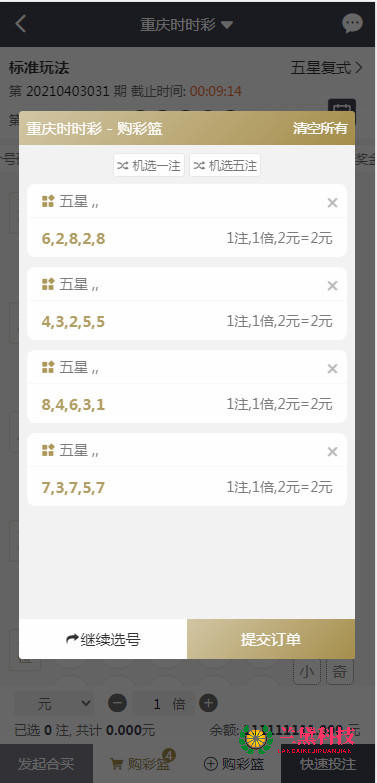 重庆时时彩
标准玩法
五星复式
第 20210403031 期 截止时间: 00:09:14
第
重庆时时彩 - 购彩篮
清空所有
机选一注
机选五注
五星 ,,
6,2,8,2,8
1注,1倍,2元=2元
五星 ,,
4,3,2,5,5
1注,1倍,2元=2元
五星 ,,
8,4,6,3,1
1注,1倍,2元=2元
五星 ,,
7,3,7,5,7
1注,1倍,2元=2元
继续选号
提交订单
小 奇
元
1 倍
已选 0 注, 共计 0.000元
余额:
元
发起合买
购彩篮 4
购彩篮
快速投注